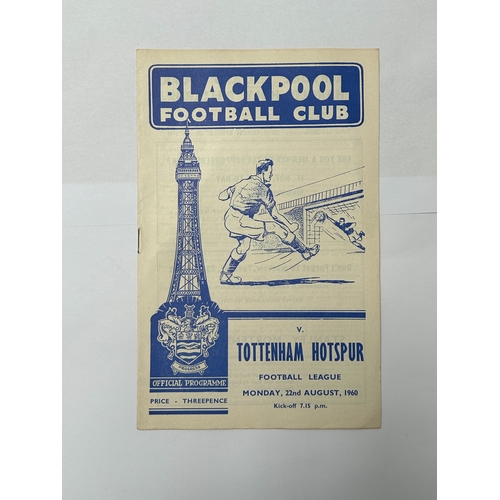 BLACKPOOL
FOOTBALL CLUB
V.
TOTTENHAM HOTSPUR
FOOTBALL LEAGUE
MONDAY, 22nd AUGUST, 1960
Kick-off 7.15 p.m.
PROGRESS
OFFICIAL PROGRAMME
PRICE - THREEPENCE